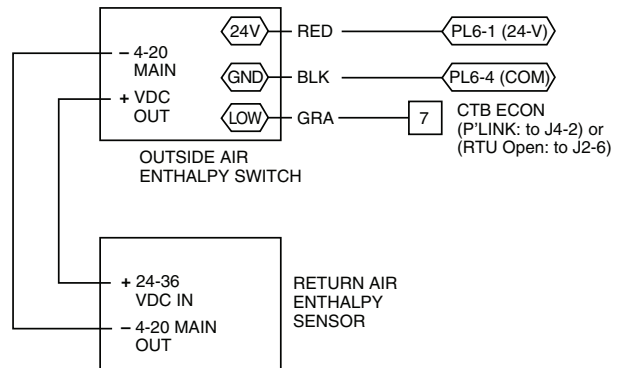 24V RED PL6-1 (24-V)
– 4-20
MAIN
GND BLK PL6-4 (COM)
+ VDC
OUT
LOW GRA 7 CTB ECON
(P'LINK: to J4-2) or
(RTU Open: to J2-6)
OUTSIDE AIR
ENTHALPY SWITCH
+ 24-36
VDC IN
– 4-20 MAIN
OUT
RETURN AIR
ENTHALPY
SENSOR